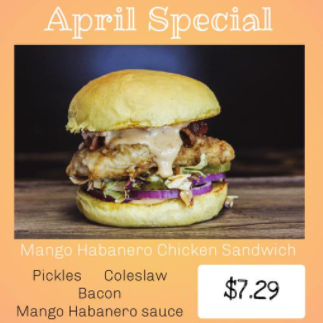 April Special
Mango Habanero Chicken Sandwich
Pickles Coleslaw
Bacon
Mango Habanero sauce
$7.29